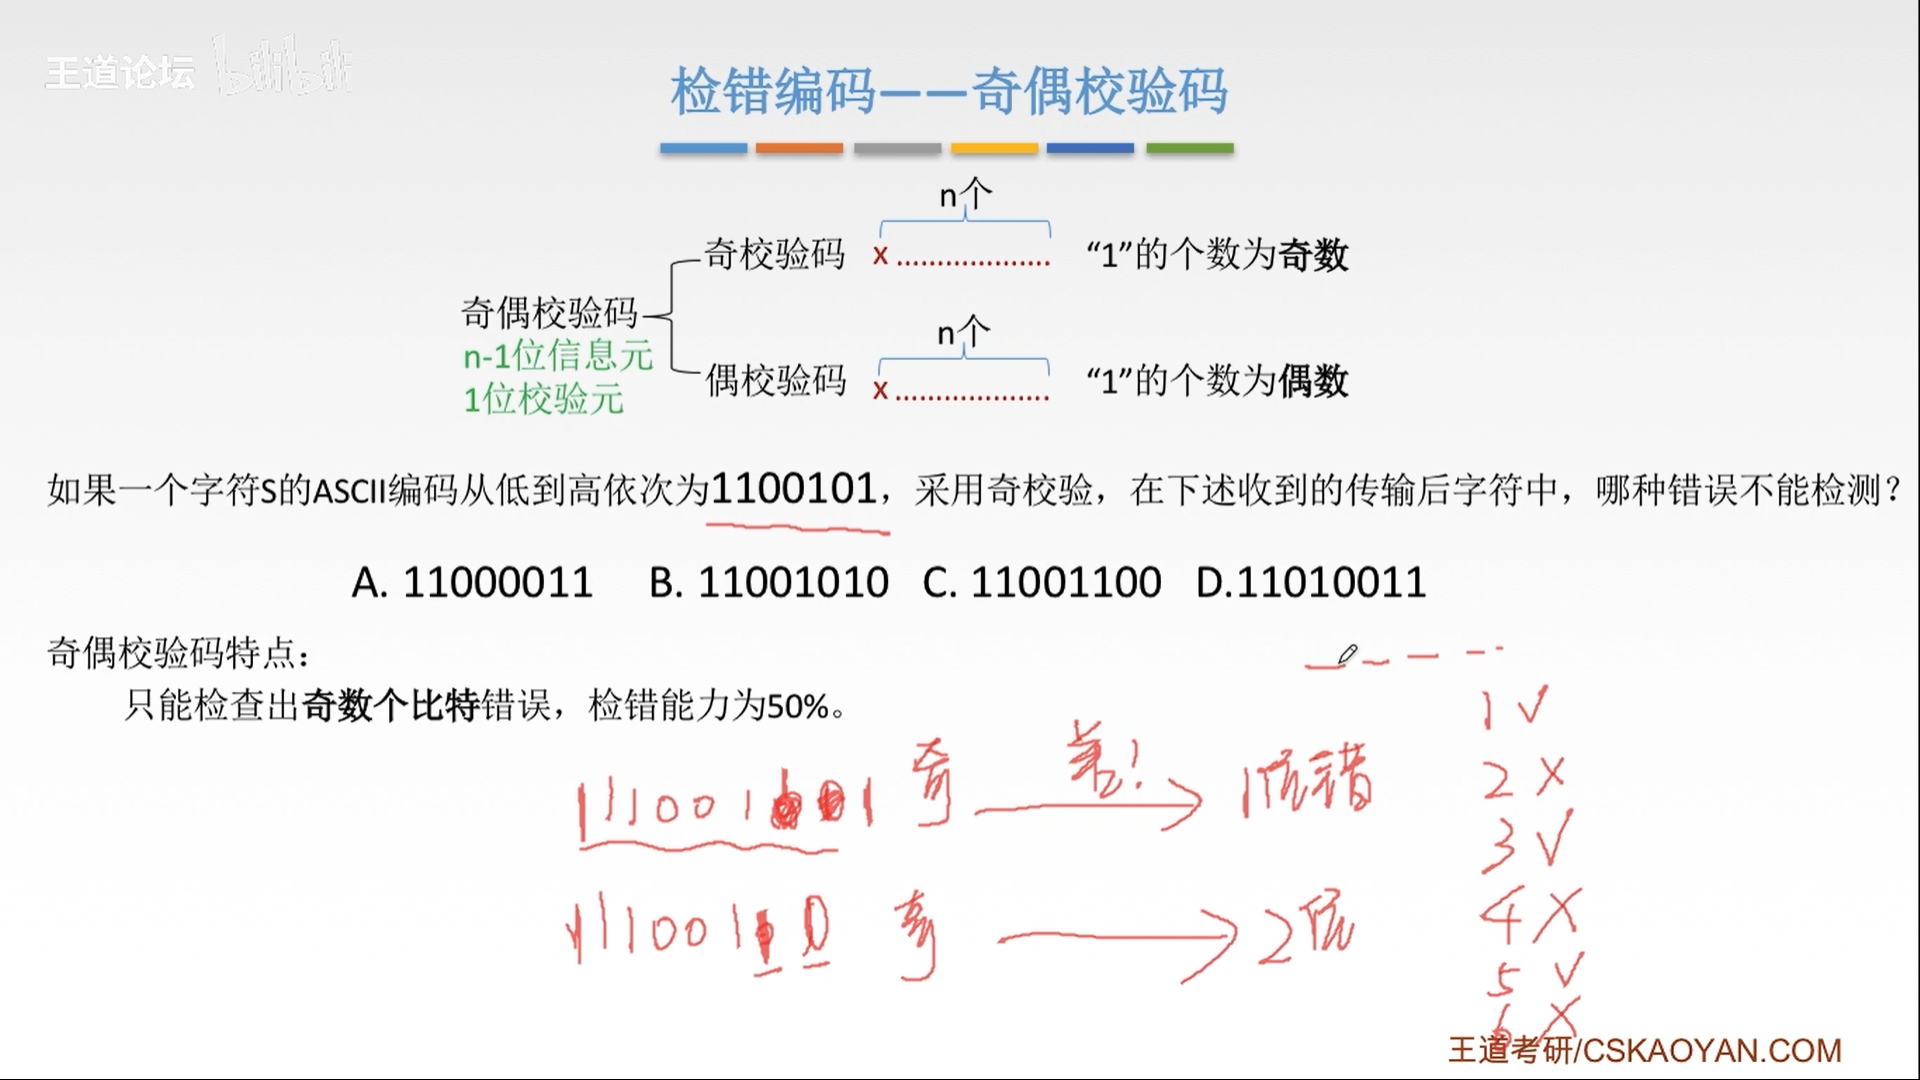 王道论坛 bilibili
检错编码——奇偶校验码
n个
奇校验码 x ................... “1”的个数为奇数
奇偶校验码
n-1位信息元
1位校验元
n个
偶校验码 x ................... “1”的个数为偶数
如果一个字符S的ASCII编码从低到高依次为1100101，采用奇校验，在下述收到的传输后字符中，哪种错误不能检测？
A. 11000011 B. 11001010 C. 11001100 D.11010011
奇偶校验码特点：
只能检查出奇数个比特错误，检错能力为50%。
1 √
2 X
3 √
4 X
5 √
6 X
奇 差！ 1位错
奇 2位
王道考研/CSKAOYAN.COM